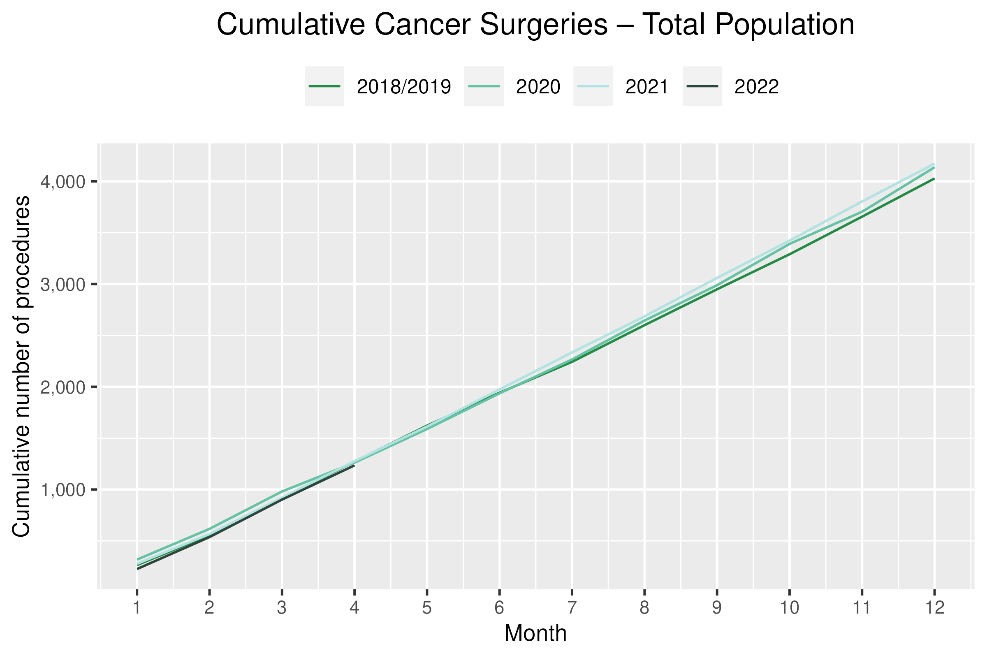 Cumulative Cancer Surgeries – Total Population
2018/2019 2020 2021 2022
Cumulative number of procedures
4,000
3,000
2,000
1,000
1 2 3 4 5 6 7 8 9 10 11 12
Month